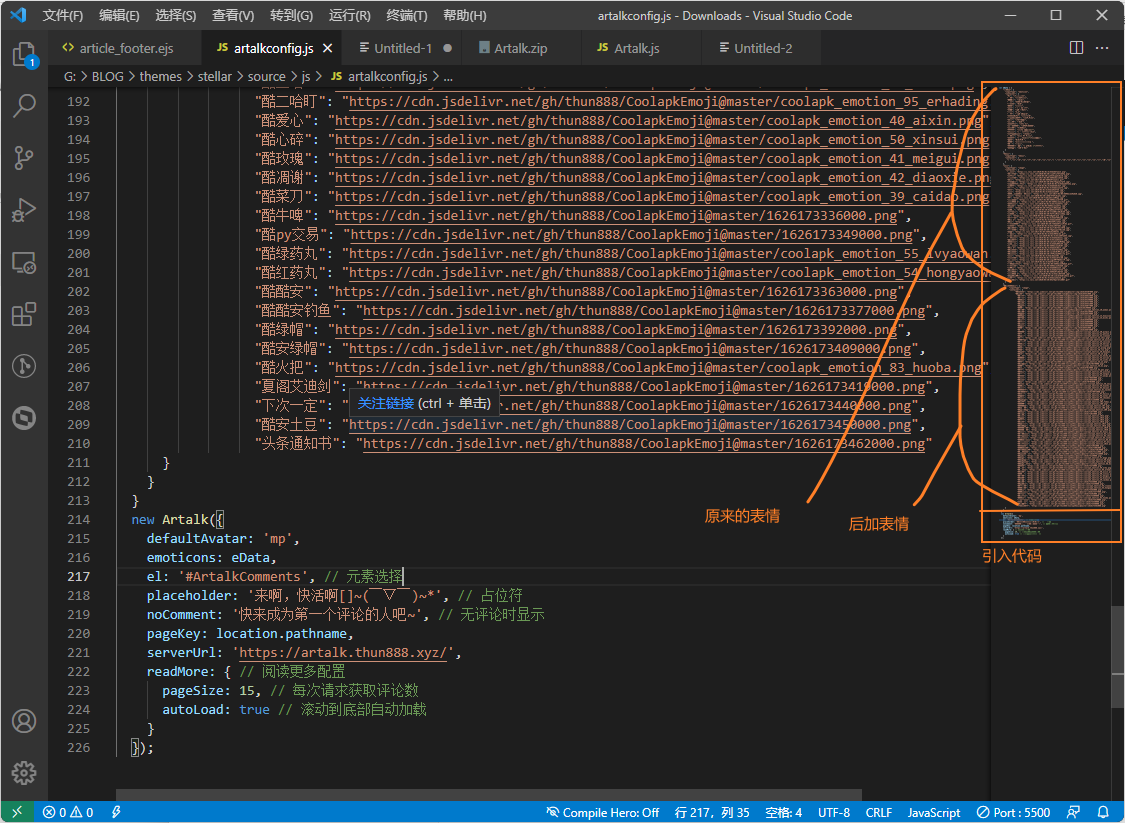 文件(F) 编辑(E) 选择(S) 查看(V) 转到(G) 运行(R) 终端(T) 帮助(H) artalkconfig.js - Downloads - Visual Studio Code
article_footer.ejs JS artalkconfig.js Untitled-1 Artalk.zip JS Artalk.js Untitled-2
G: > BLOG > themes > stellar > source > js > JS artalkconfig.js > ...
192 "酷二哈盯": "https://cdn.jsdelivr.net/gh/thun888/CoolapkEmoji@master/coolapk_emotion_95_erhading
193 "酷爱心": "https://cdn.jsdelivr.net/gh/thun888/CoolapkEmoji@master/coolapk_emotion_40_aixin.png"
194 "酷心碎": "https://cdn.jsdelivr.net/gh/thun888/CoolapkEmoji@master/coolapk_emotion_50_xinsui.png
195 "酷玫瑰": "https://cdn.jsdelivr.net/gh/thun888/CoolapkEmoji@master/coolapk_emotion_41_meigui.png
196 "酷凋谢": "https://cdn.jsdelivr.net/gh/thun888/CoolapkEmoji@master/coolapk_emotion_42_diaoxie.pn
197 "酷菜刀": "https://cdn.jsdelivr.net/gh/thun888/CoolapkEmoji@master/coolapk_emotion_39_caidao.png
198 "酷牛啤": "https://cdn.jsdelivr.net/gh/thun888/CoolapkEmoji@master/1626173336000.png",
199 "酷py交易": "https://cdn.jsdelivr.net/gh/thun888/CoolapkEmoji@master/1626173349000.png",
200 "酷绿药丸": "https://cdn.jsdelivr.net/gh/thun888/CoolapkEmoji@master/coolapk_emotion_55_lvyaowan
201 "酷红药丸": "https://cdn.jsdelivr.net/gh/thun888/CoolapkEmoji@master/coolapk_emotion_54_hongyaow
202 "酷酷安": "https://cdn.jsdelivr.net/gh/thun888/CoolapkEmoji@master/1626173363000.png",
203 "酷酷安钓鱼": "https://cdn.jsdelivr.net/gh/thun888/CoolapkEmoji@master/1626173377000.png",
204 "酷绿帽": "https://cdn.jsdelivr.net/gh/thun888/CoolapkEmoji@master/1626173392000.png",
205 "酷安绿帽": "https://cdn.jsdelivr.net/gh/thun888/CoolapkEmoji@master/1626173409000.png",
206 "酷火把": "https://cdn.jsdelivr.net/gh/thun888/CoolapkEmoji@master/coolapk_emotion_83_huoba.png"
207 "夏阁艾迪剑": "https://cdn.jsdelivr.net/gh/thun888/CoolapkEmoji@master/1626173419000.png",
208 "下次一定": 关注链接 (ctrl + 单击) .net/gh/thun888/CoolapkEmoji@master/1626173440000.png",
209 "酷安土豆": "https://cdn.jsdelivr.net/gh/thun888/CoolapkEmoji@master/1626173450000.png",
210 "头条通知书": "https://cdn.jsdelivr.net/gh/thun888/CoolapkEmoji@master/1626173462000.png"
211 }
212 }
213 }
214 new Artalk({
215 defaultAvatar: 'mp',
216 emoticons: eData,
217 el: '#ArtalkComments', // 元素选择
218 placeholder: '来啊，快活啊[]~(￣▽￣)~*', // 占位符
219 noComment: '快来成为第一个评论的人吧~', // 无评论时显示
220 pageKey: location.pathname,
221 serverUrl: 'https://artalk.thun888.xyz/',
222 readMore: { // 阅读更多配置
223 pageSize: 15, // 每次请求获取评论数
224 autoLoad: true // 滚动到底部自动加载
225 }
226 });
原来的表情
后加表情
引入代码
1
0 0 Compile Hero: Off 行 217，列 35 空格: 4 UTF-8 CRLF JavaScript Port : 5500